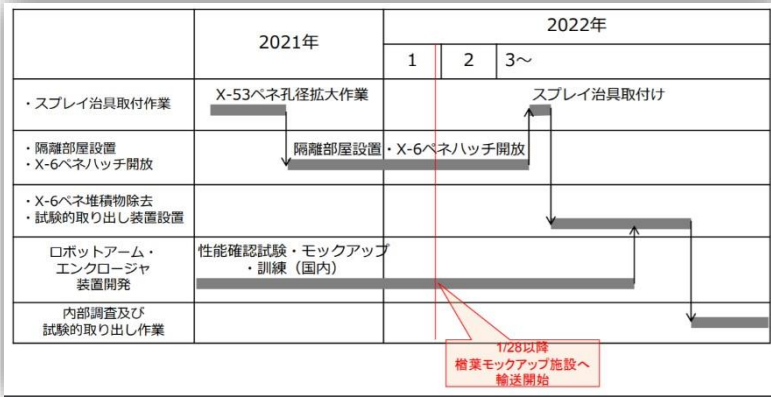 2021年
2022年
1
2
3～
・スプレイ治具取付作業
X-53ペネ孔径拡大作業
スプレイ治具取付け
・隔離部屋設置
・X-6ペネハッチ開放
隔離部屋設置・X-6ペネハッチ開放
・X-6ペネ堆積物除去
・試験的取り出し装置設置
ロボットアーム・
エンクロージャ
装置開発
性能確認試験・モックアップ
・訓練（国内）
内部調査及び
試験的取り出し作業
1/28以降
楢葉モックアップ施設へ
輸送開始